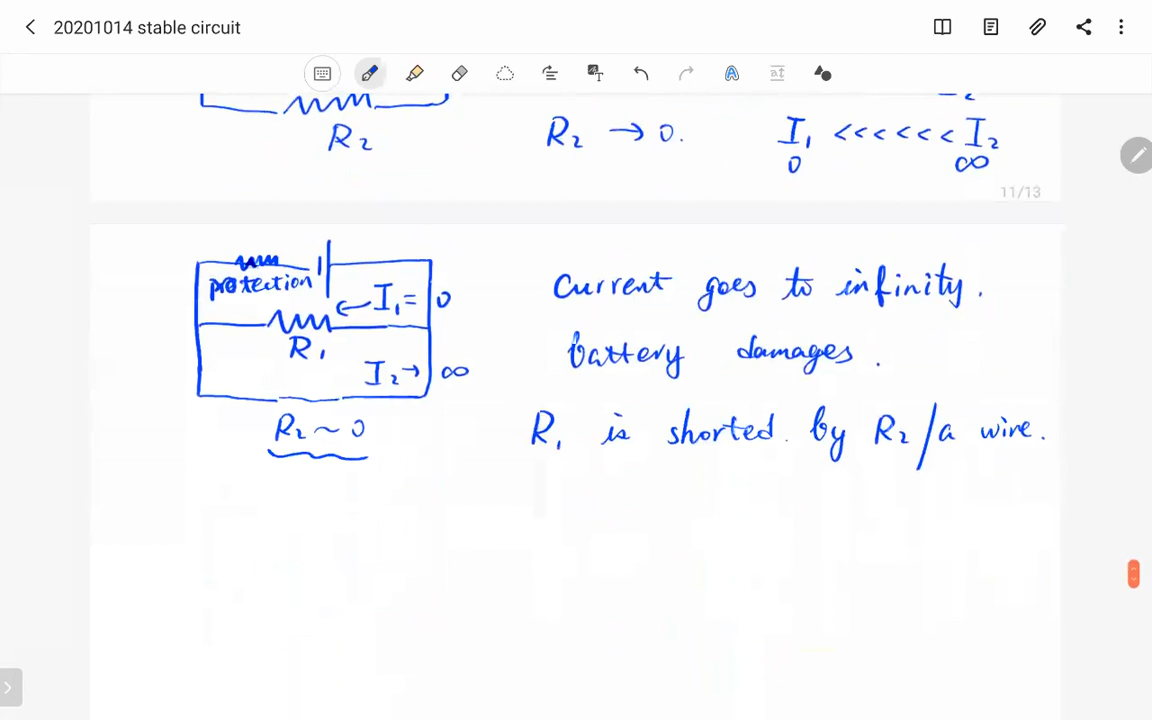 20201014 stable circuit
R₂
R₂ → 0.
I₁ <<<<<< I₂
0 ∞
11/13
protection
I₁ = 0
R₁
I₂ → ∞
R₂ ~ 0
Current goes to infinity.
battery damages.
R₁ is shorted. by R₂/a wire.